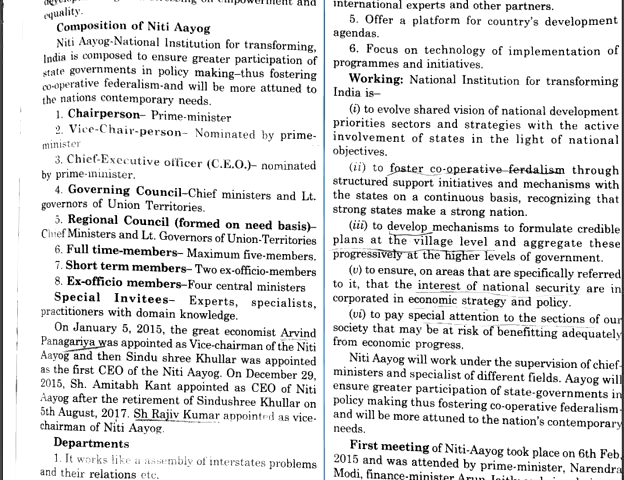 developing and focusing on empowerment and
equality.
Composition of Niti Aayog
Niti Aayog-National Institution for transforming,
India is composed to ensure greater participation of
state governments in policy making–thus fostering
co-operative federalism-and will be more attuned to
the nations contemporary needs.
1. Chairperson– Prime-minister
2. Vice-Chair-person– Nominated by prime-
minister
3. Chief-Executive officer (C.E.O.)– nominated
by prime-minister.
4. Governing Council–Chief ministers and Lt.
governors of Union Territories.
5. Regional Council (formed on need basis)–
Chief Ministers and Lt. Governors of Union-Territories
6. Full time-members– Maximum five-members.
7. Short term members– Two ex-officio-members
8. Ex-officio members–Four central ministers
Special Invitees– Experts, specialists,
practitioners with domain knowledge.
On January 5, 2015, the great economist Arvind
Panagariya was appointed as Vice-chairman of the Niti
Aayog and then Sindu shree Khullar was appointed
as the first CEO of the Niti Aayog. On December 29,
2015, Sh. Amitabh Kant appointed as CEO of Niti
Aayog after the retirement of Sindushree Khullar on
5th August, 2017. Sh Rajiv Kumar appointed as vice-
chairman of Niti Aayog.
Departments
1. It works like a assembly of interstates problems
and their relations etc.
international experts and other partners.
5. Offer a platform for country's development
agendas.
6. Focus on technology of implementation of
programmes and initiatives.
Working: National Institution for transforming
India is–
(i) to evolve shared vision of national development
priorities sectors and strategies with the active
involvement of states in the light of national
objectives.
(ii) to foster co-operative ferdalism through
structured support initiatives and mechanisms with
the states on a continuous basis, recognizing that
strong states make a strong nation.
(iii) to develop mechanisms to formulate credible
plans at the village level and aggregate these
progressively at the higher levels of government.
(v) to ensure, on areas that are specifically referred
to it, that the interest of national security are in
corporated in economic strategy and policy.
(vi) to pay special attention to the sections of our
society that may be at risk of benefitting adequately
from economic progress.
Niti Aayog will work under the supervision of chief-
ministers and specialist of different fields. Aayog will
ensure greater participation of state-governments in
policy making thus fostering co-operative federalism-
and will be more attuned to the nation's contemporary
needs.
First meeting of Niti-Aayog took place on 6th Feb,
2015 and was attended by prime-minister, Narendra
Modi, finance-minister Arun